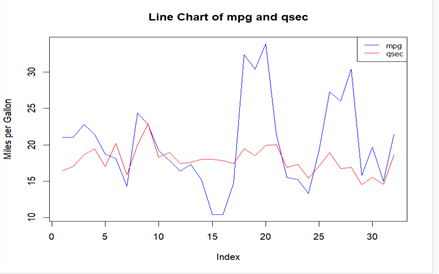 Line Chart of mpg and qsec
mpg
qsec
Miles per Gallon
30
25
20
15
10
0 5 10 15 20 25 30
Index